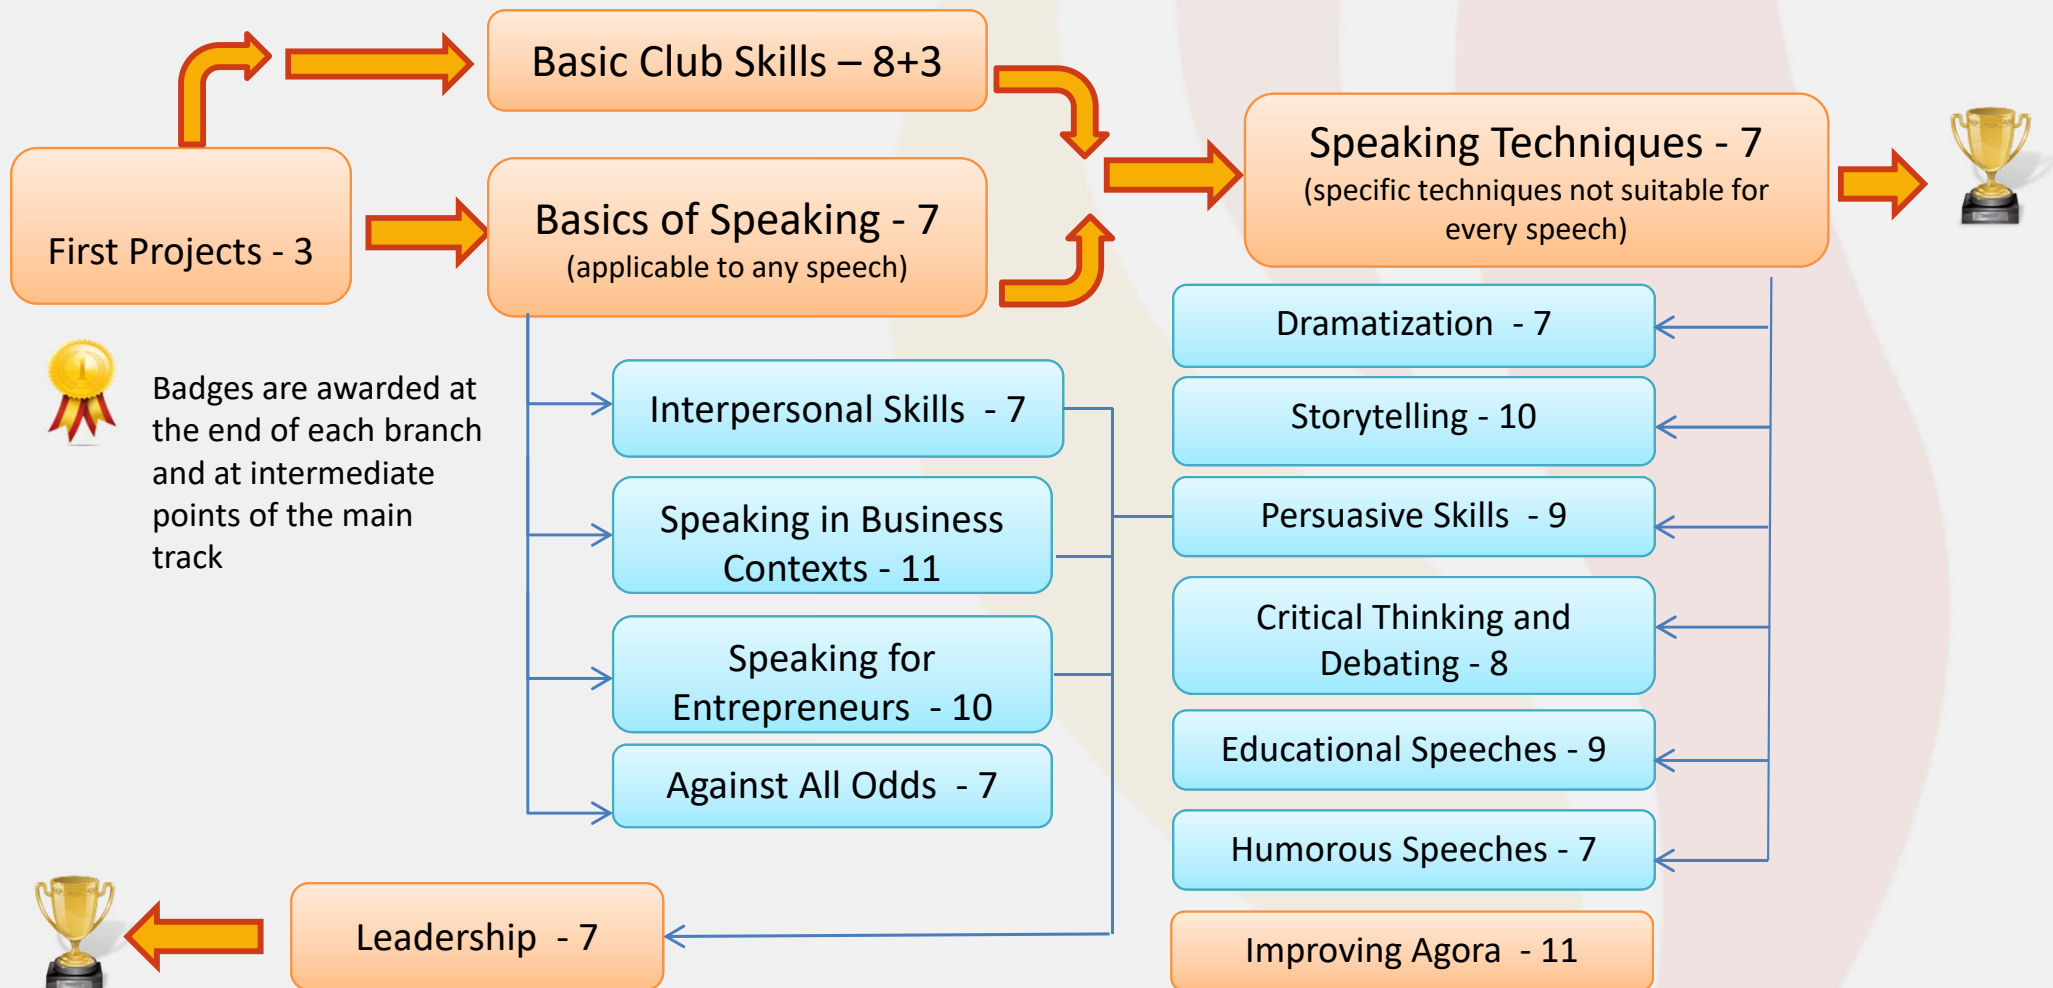 Basic Club Skills – 8+3
First Projects - 3
Basics of Speaking - 7
(applicable to any speech)
Speaking Techniques - 7
(specific techniques not suitable for
every speech)
Badges are awarded at
the end of each branch
and at intermediate
points of the main
track
Interpersonal Skills - 7
Speaking in Business
Contexts - 11
Speaking for
Entrepreneurs - 10
Against All Odds - 7
Dramatization - 7
Storytelling - 10
Persuasive Skills - 9
Critical Thinking and
Debating - 8
Educational Speeches - 9
Humorous Speeches - 7
Leadership - 7
Improving Agora - 11
1